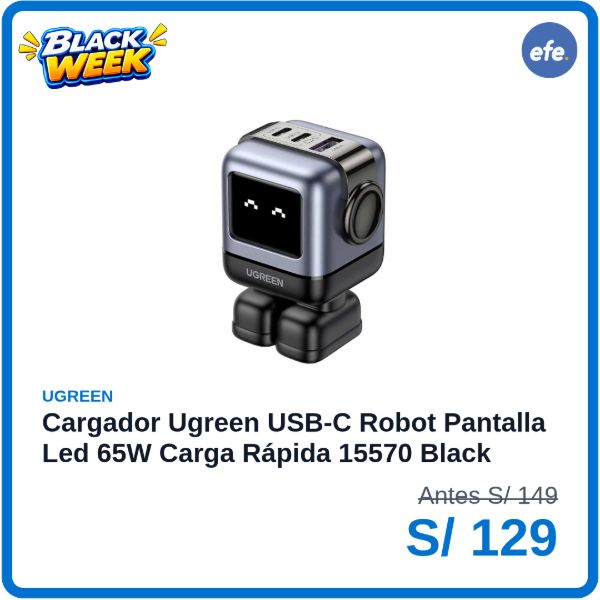 BLACK
WEEK
efe.
UGREEN
UGREEN
Cargador Ugreen USB-C Robot Pantalla
Led 65W Carga Rápida 15570 Black
Antes S/ 149
S/ 129